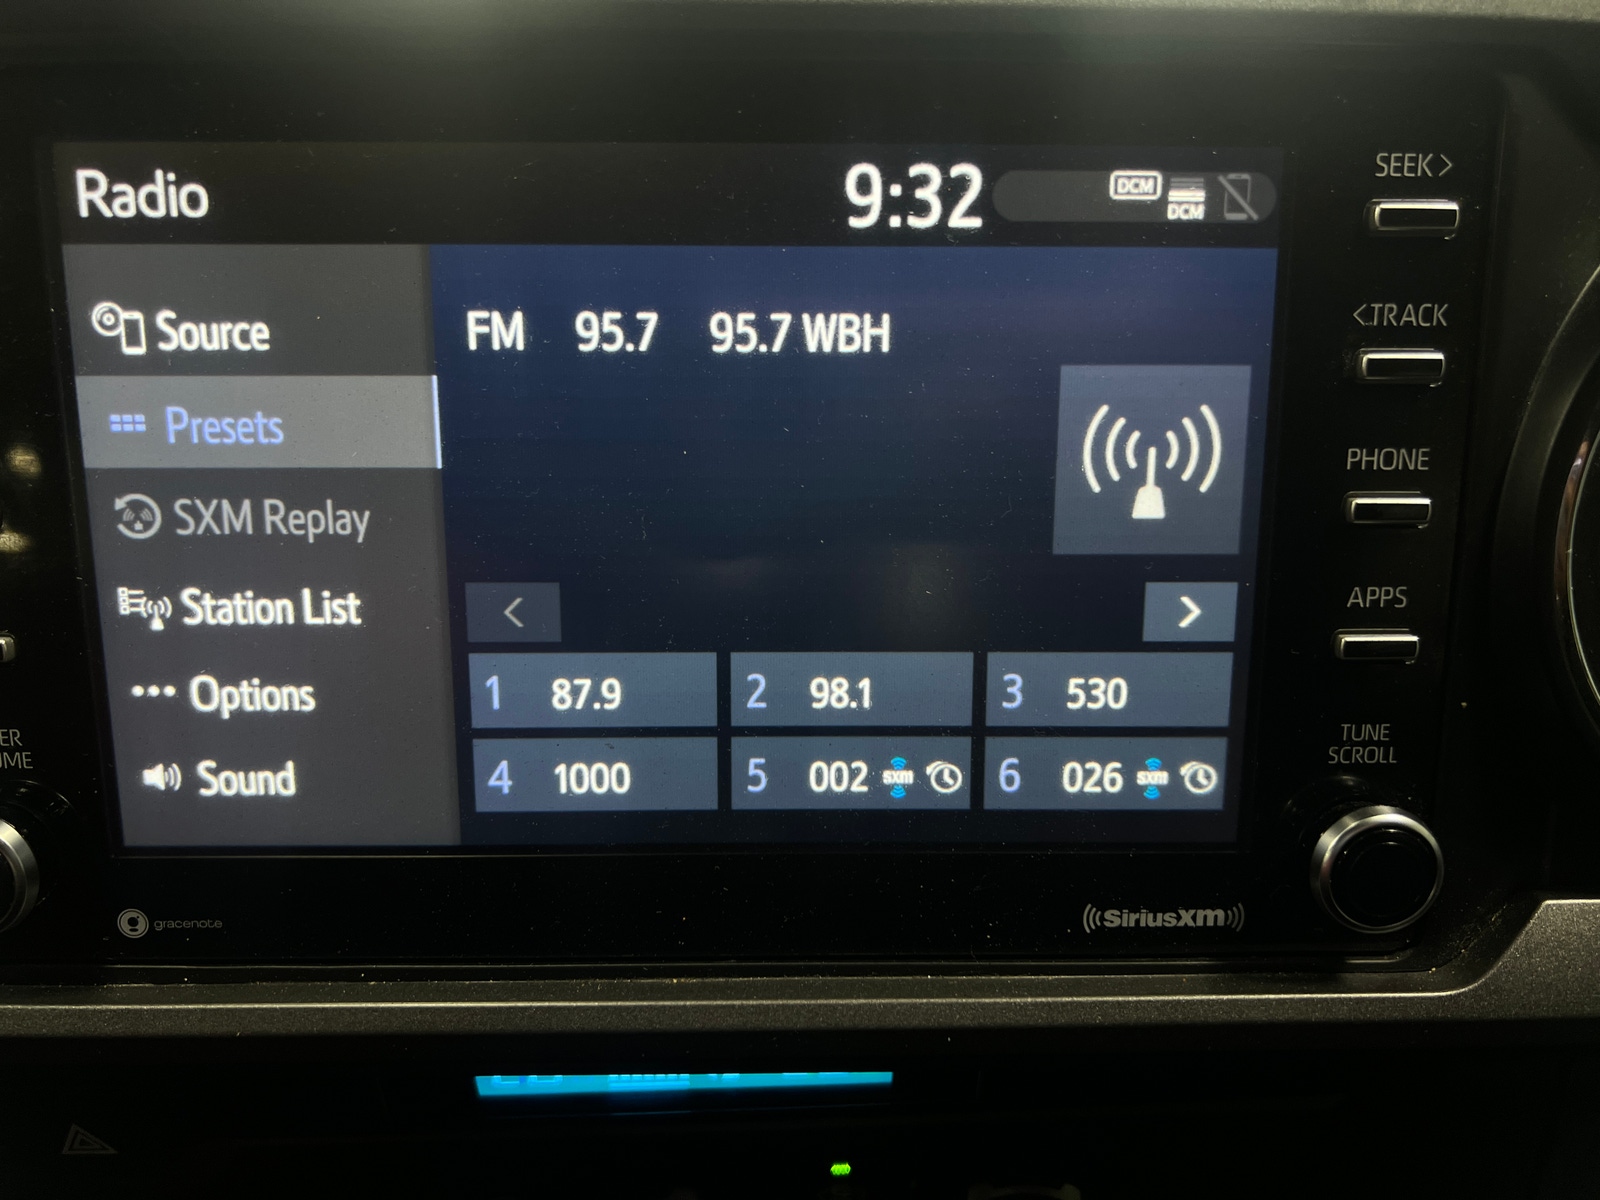 Radio 9:32 DCM DCM
Source
FM 95.7 95.7 WBH
Presets
SXM Replay
Station List
Options
Sound
1 87.9 2 98.1 3 530
4 1000 5 002 sxm 6 026 sxm
gracenote
((SiriusXM))
SEEK >
< TRACK
PHONE
APPS
TUNE
SCROLL